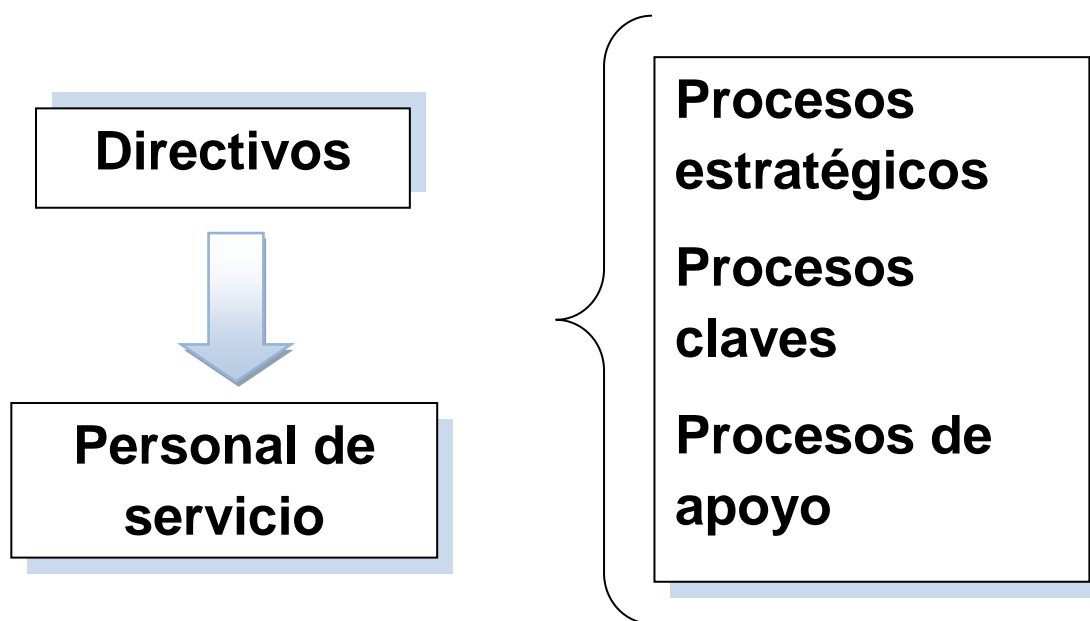 Directivos
Personal de
servicio
Procesos
estratégicos
Procesos
claves
Procesos de
apoyo